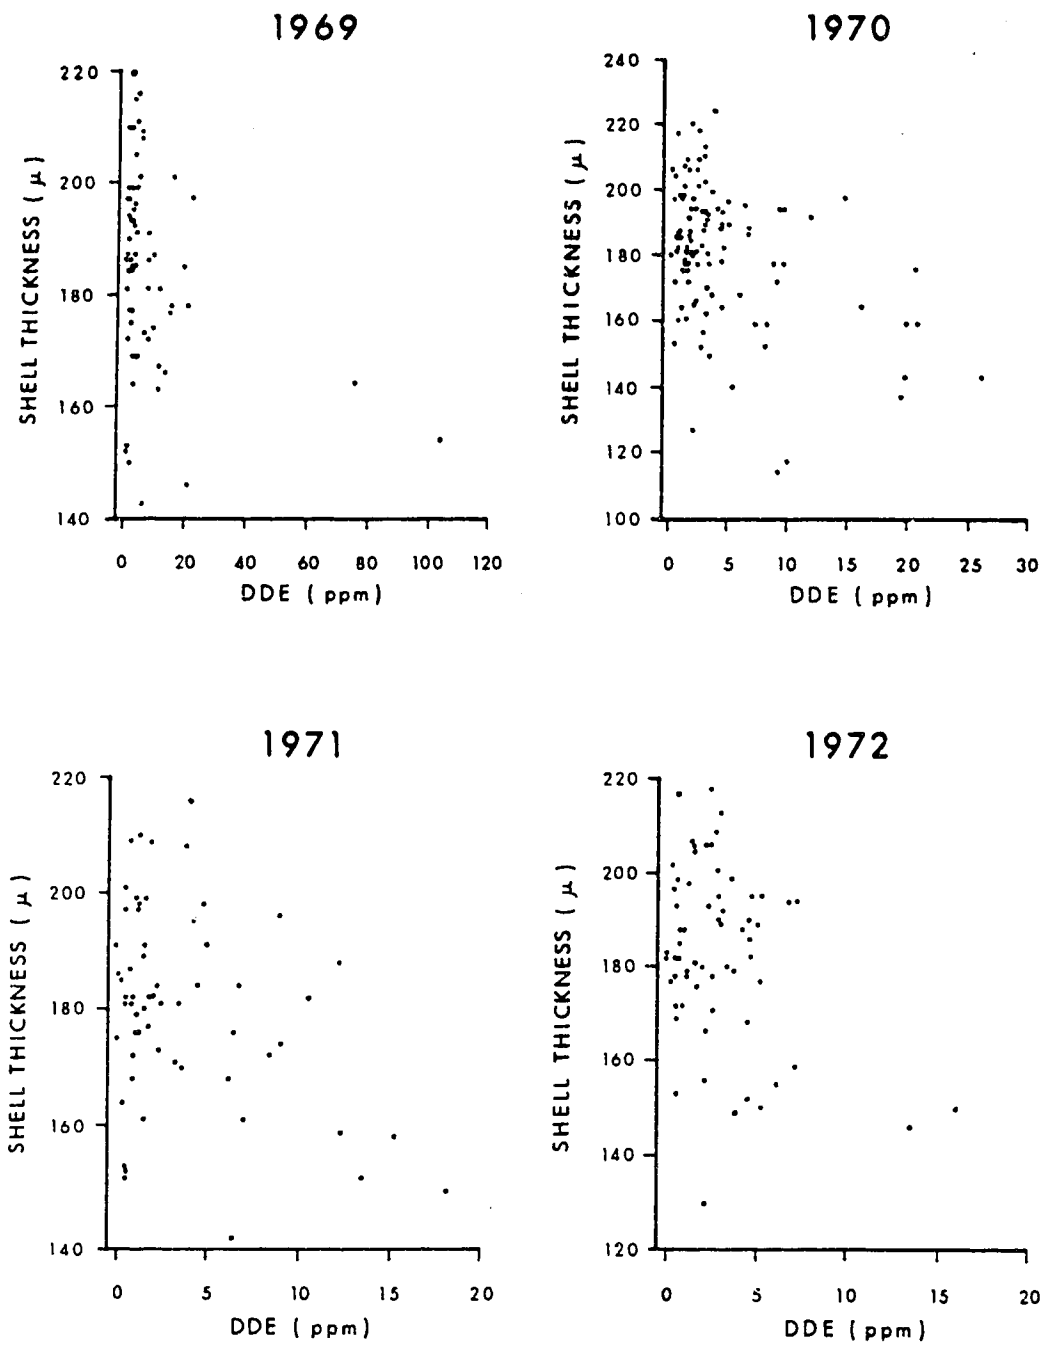 1969
220
200
180
160
140
SHELL THICKNESS ( μ )
0 20 40 60 80 100 120
DDE ( ppm )
1970
240
220
200
180
160
140
120
100
SHELL THICKNESS ( μ )
0 5 10 15 20 25 30
DDE ( ppm )
1971
220
200
180
160
140
SHELL THICKNESS ( μ )
0 5 10 15 20
DDE ( ppm )
1972
220
200
180
160
140
120
SHELL THICKNESS ( μ )
0 5 10 15 20
DDE ( ppm )